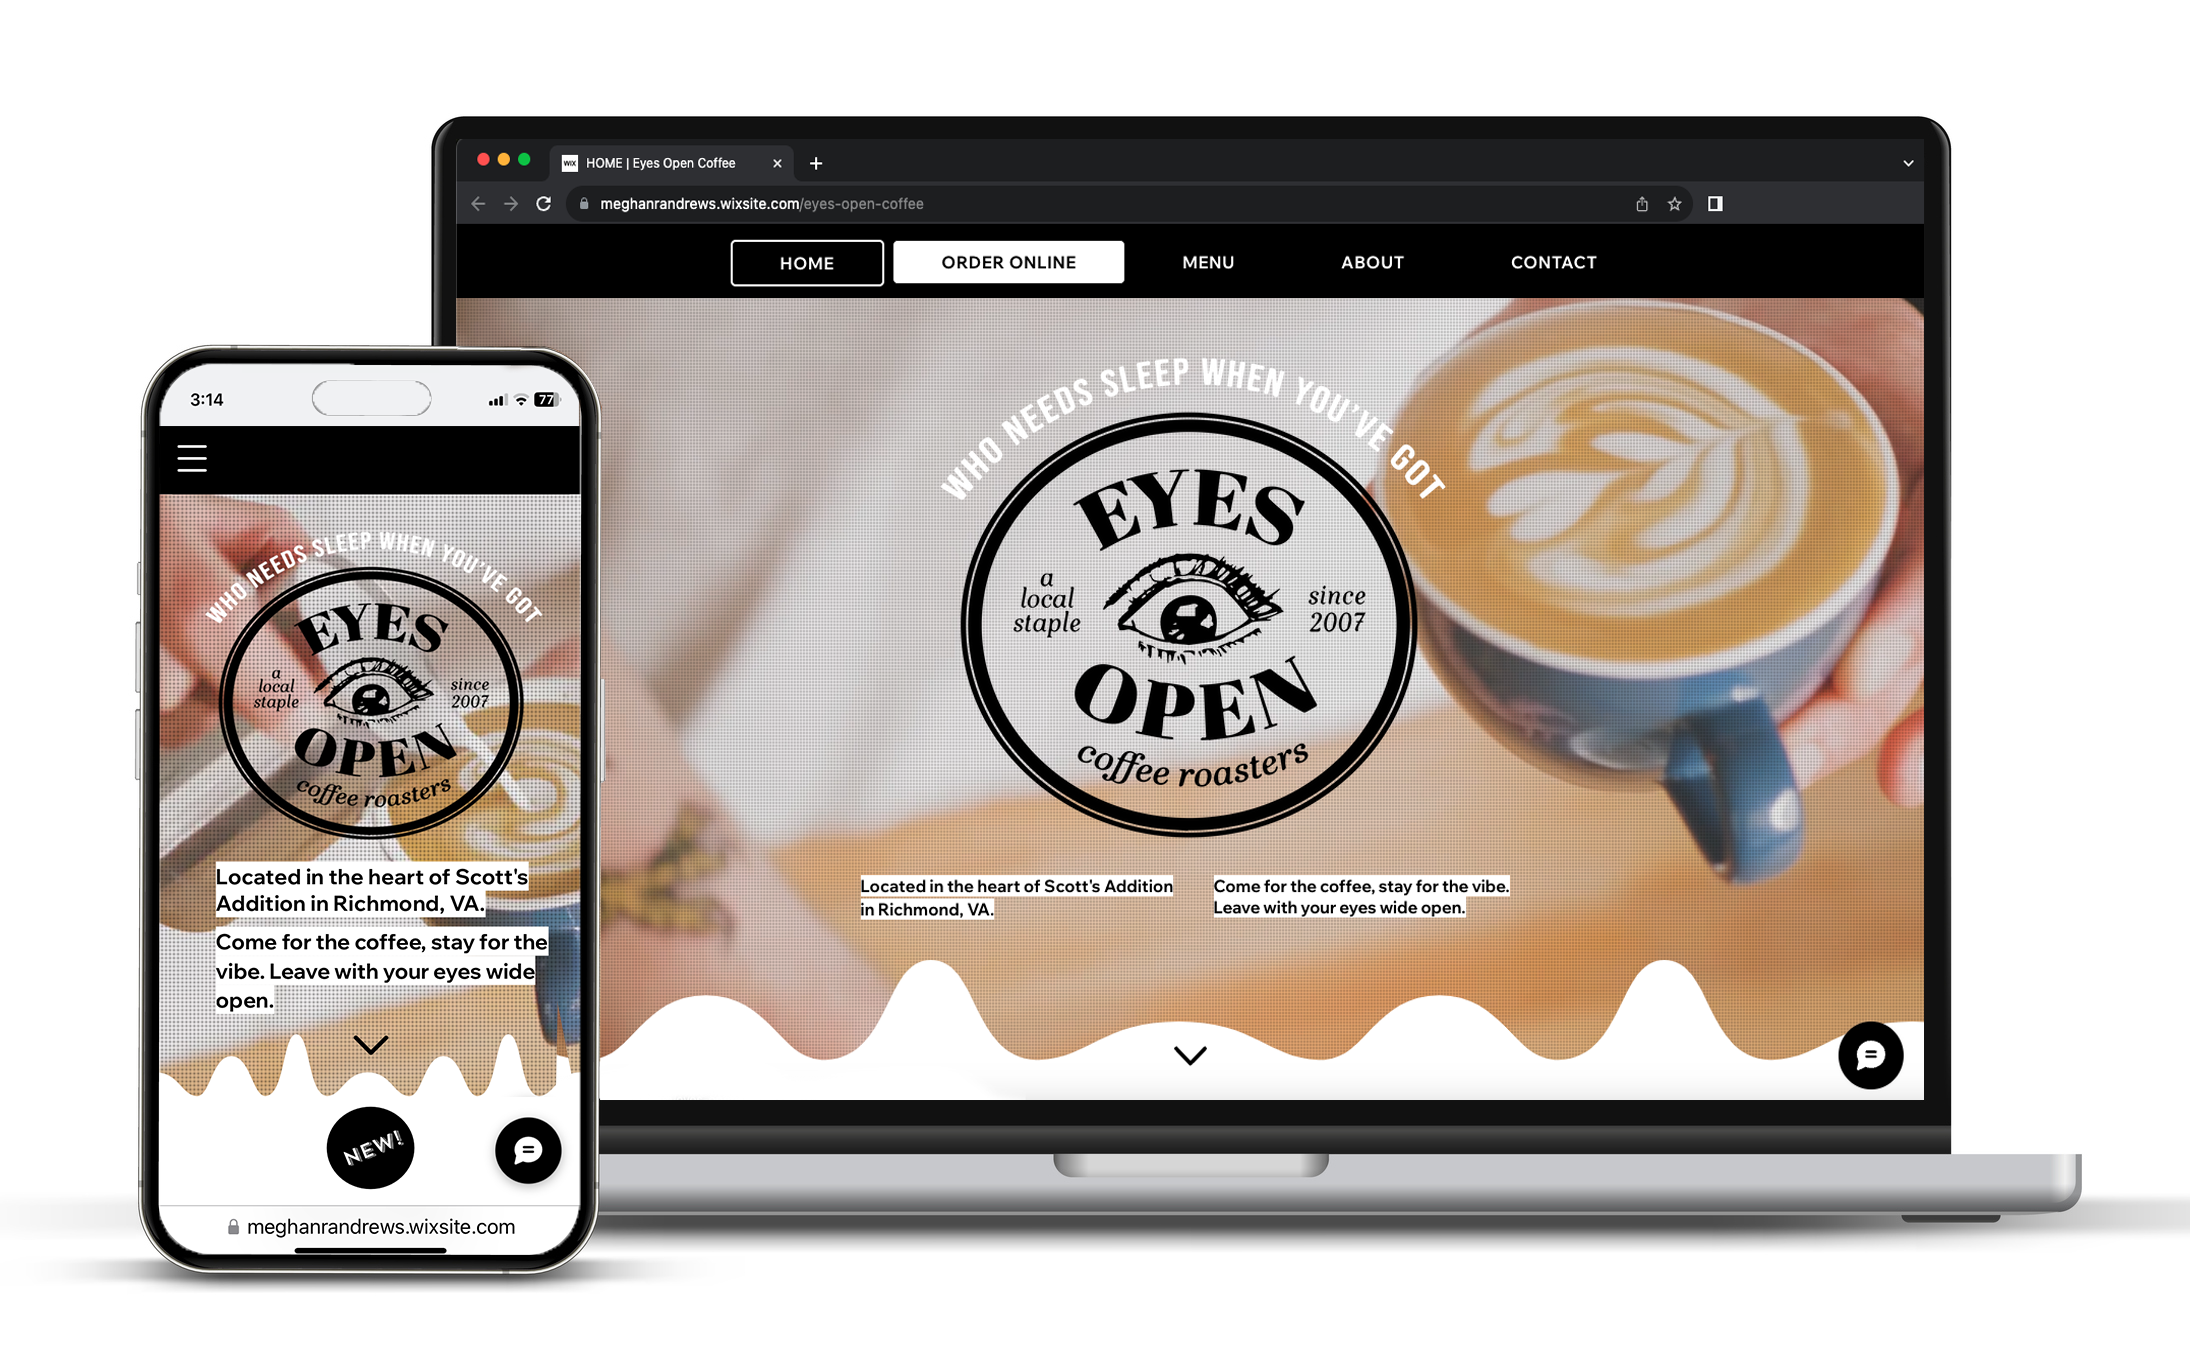 WIX HOME | Eyes Open Coffee
meghanrandrews.wixsite.com/eyes-open-coffee
HOME ORDER ONLINE MENU ABOUT CONTACT
WHO NEEDS SLEEP WHEN YOU'VE GOT
EYES
a
local
staple
since
2007
OPEN
coffee roasters
Located in the heart of Scott's Addition
in Richmond, VA.
Come for the coffee, stay for the vibe.
Leave with your eyes wide open.
3:14
77
WHO NEEDS SLEEP WHEN YOU'VE GOT
EYES
a
local
staple
since
2007
OPEN
coffee roasters
Located in the heart of Scott's
Addition in Richmond, VA.
Come for the coffee, stay for the
vibe. Leave with your eyes wide
open.
NEW!
meghanrandrews.wixsite.com